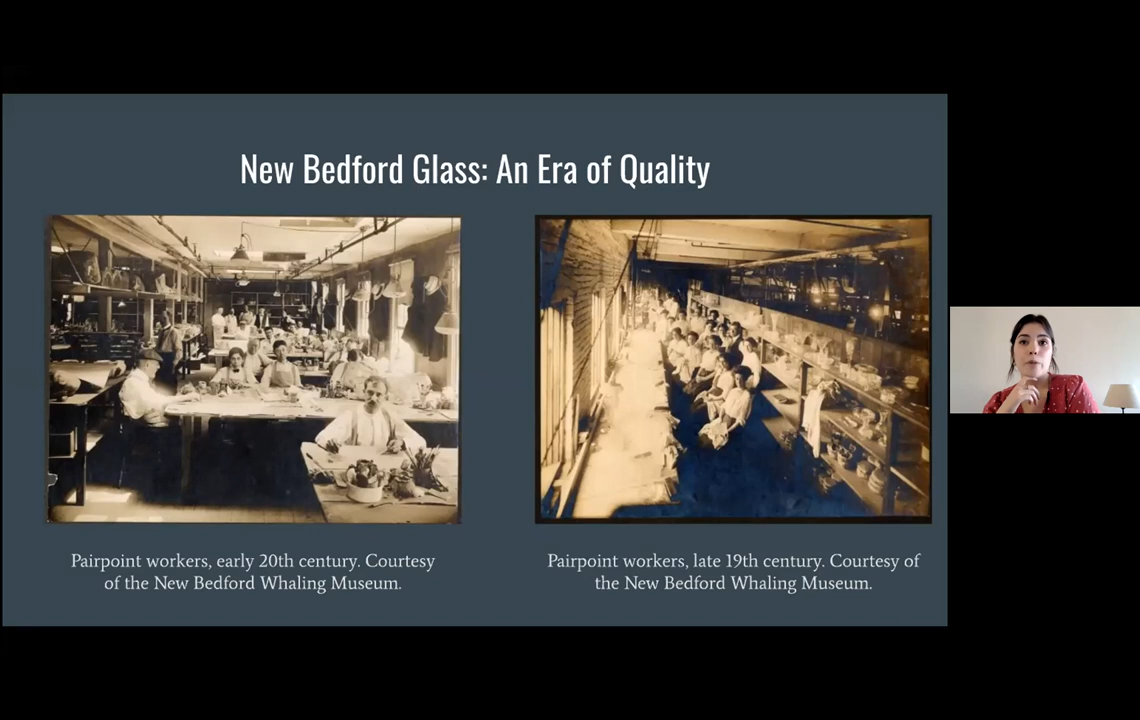 New Bedford Glass: An Era of Quality
Pairpoint workers, early 20th century. Courtesy
of the New Bedford Whaling Museum.
Pairpoint workers, late 19th century. Courtesy of
the New Bedford Whaling Museum.